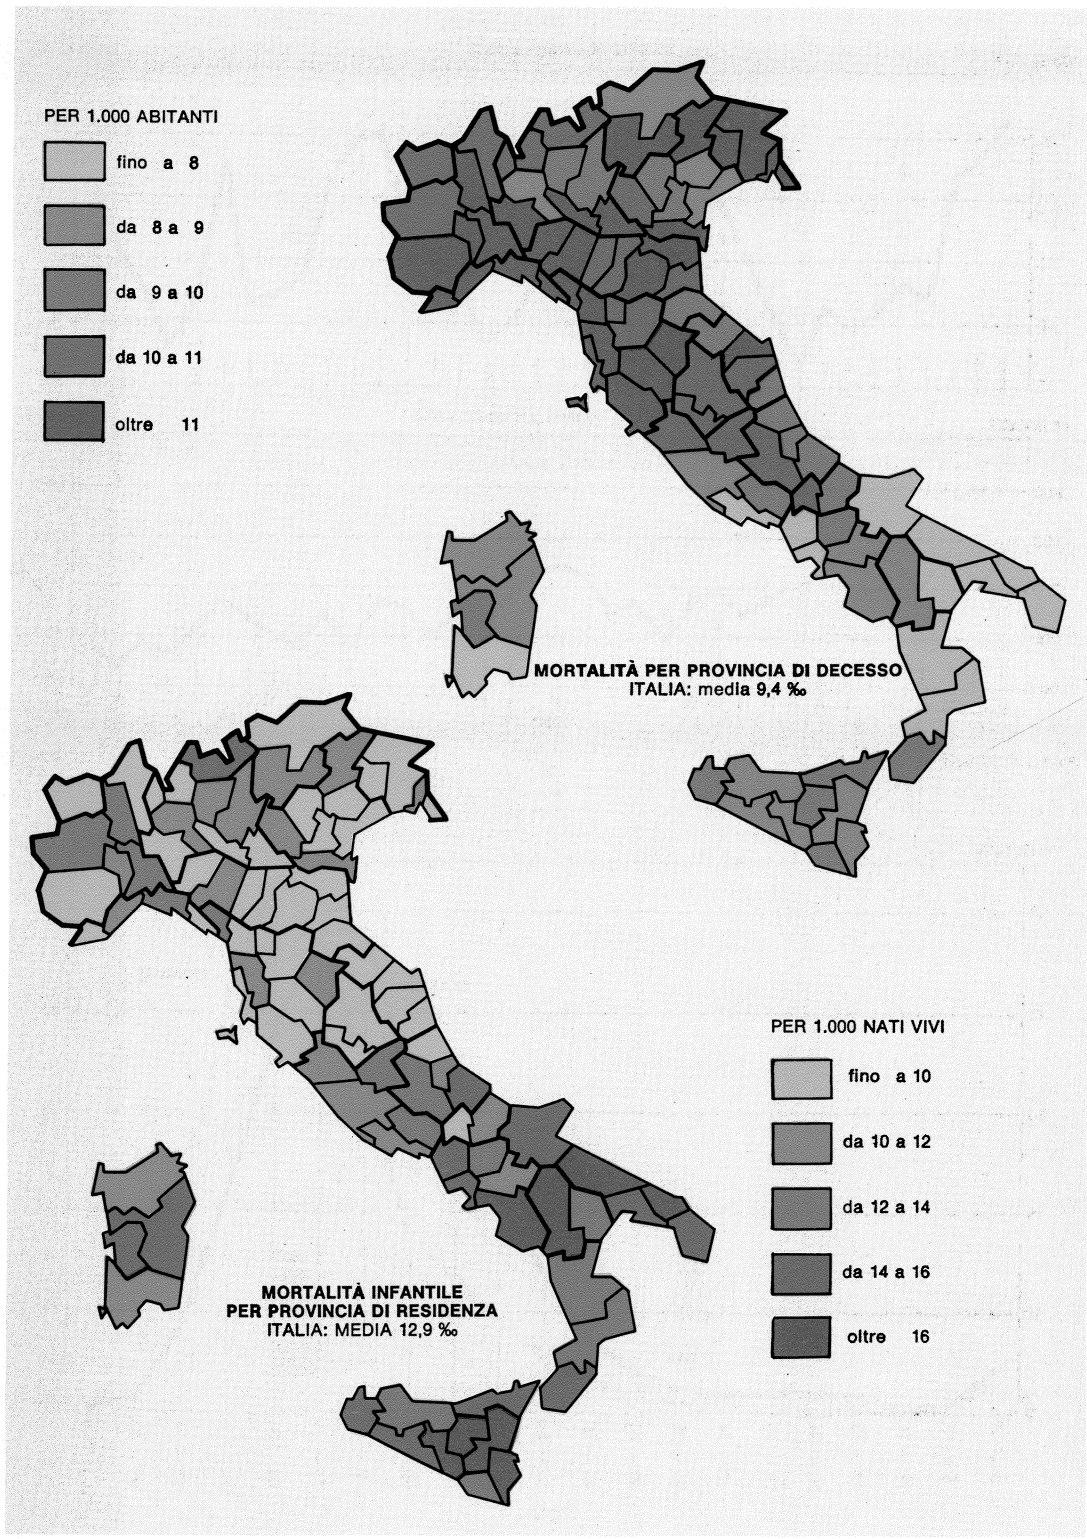 PER 1.000 ABITANTI
fino a 8
da 8 a 9
da 9 a 10
da 10 a 11
oltre 11
MORTALITÀ PER PROVINCIA DI DECESSO
ITALIA: media 9,4 ‰
PER 1.000 NATI VIVI
fino a 10
da 10 a 12
da 12 a 14
da 14 a 16
oltre 16
MORTALITÀ INFANTILE
PER PROVINCIA DI RESIDENZA
ITALIA: MEDIA 12,9 ‰